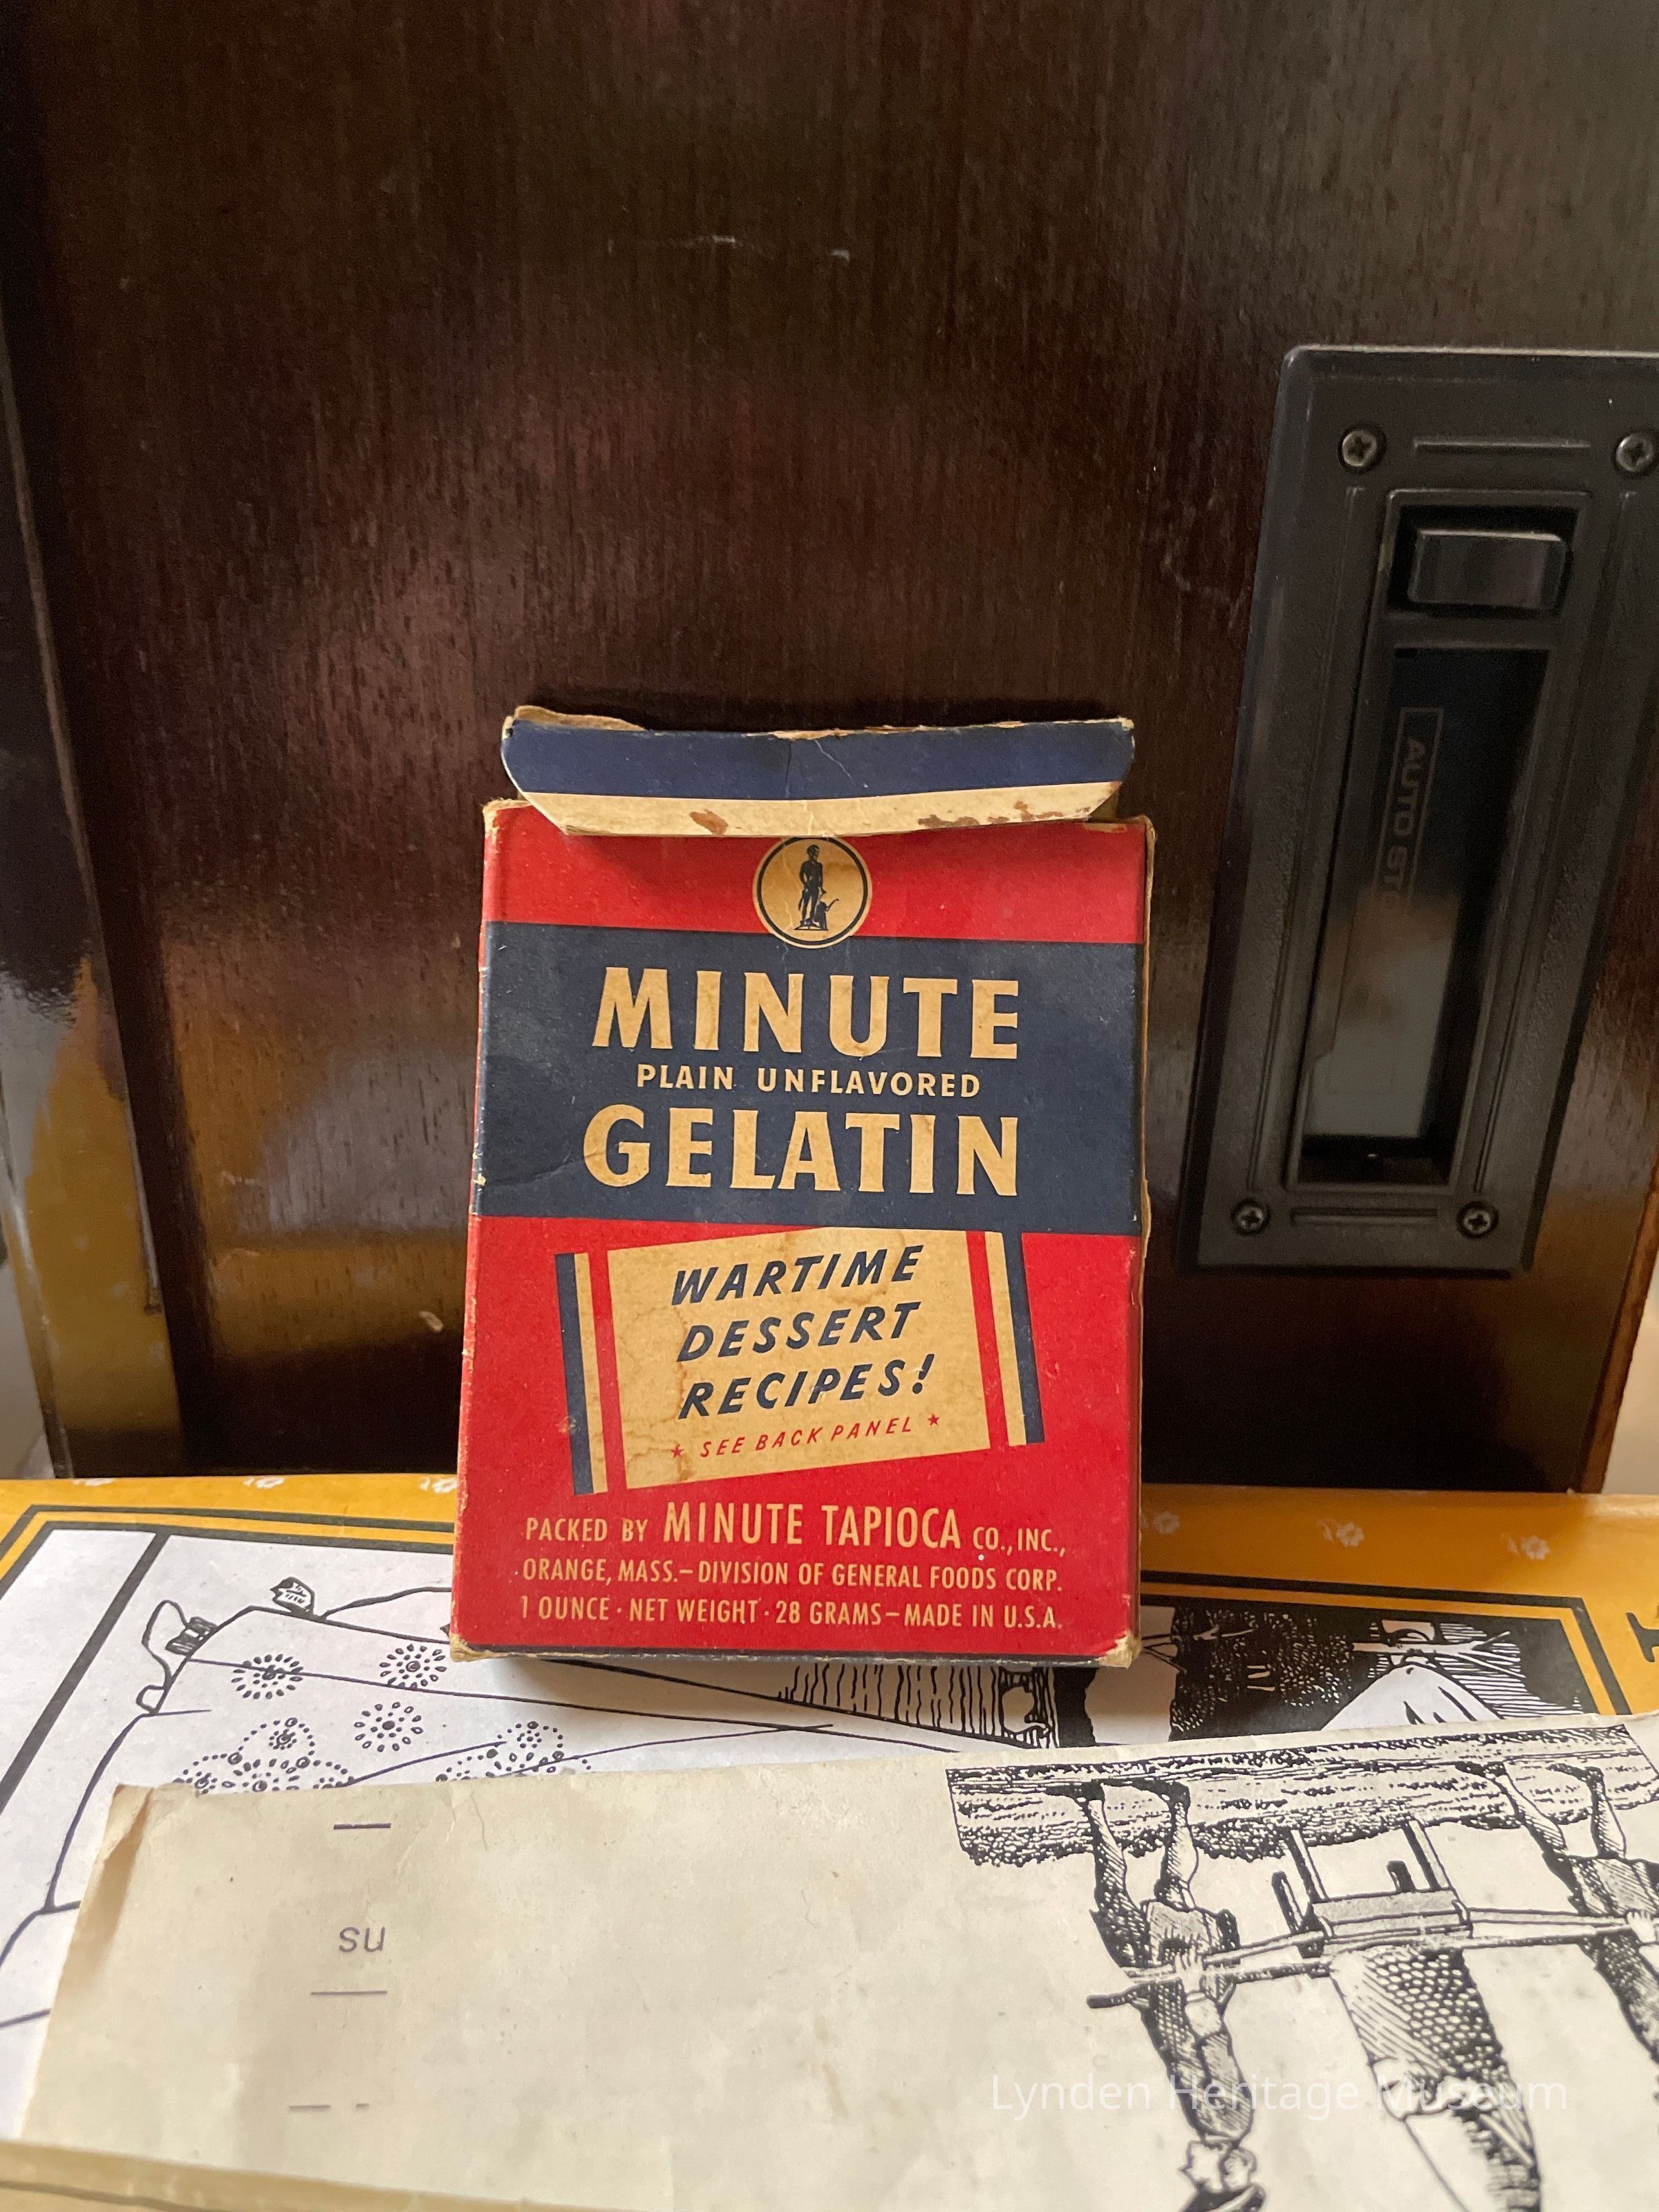 MINUTE
PLAIN UNFLAVORED
GELATIN
WARTIME
DESSERT
RECIPES!
★ SEE BACK PANEL ★
PACKED BY MINUTE TAPIOCA CO., INC.,
ORANGE, MASS.—DIVISION OF GENERAL FOODS CORP.
1 OUNCE · NET WEIGHT · 28 GRAMS—MADE IN U.S.A.
AUTO
su
Lynden Heritage Museum